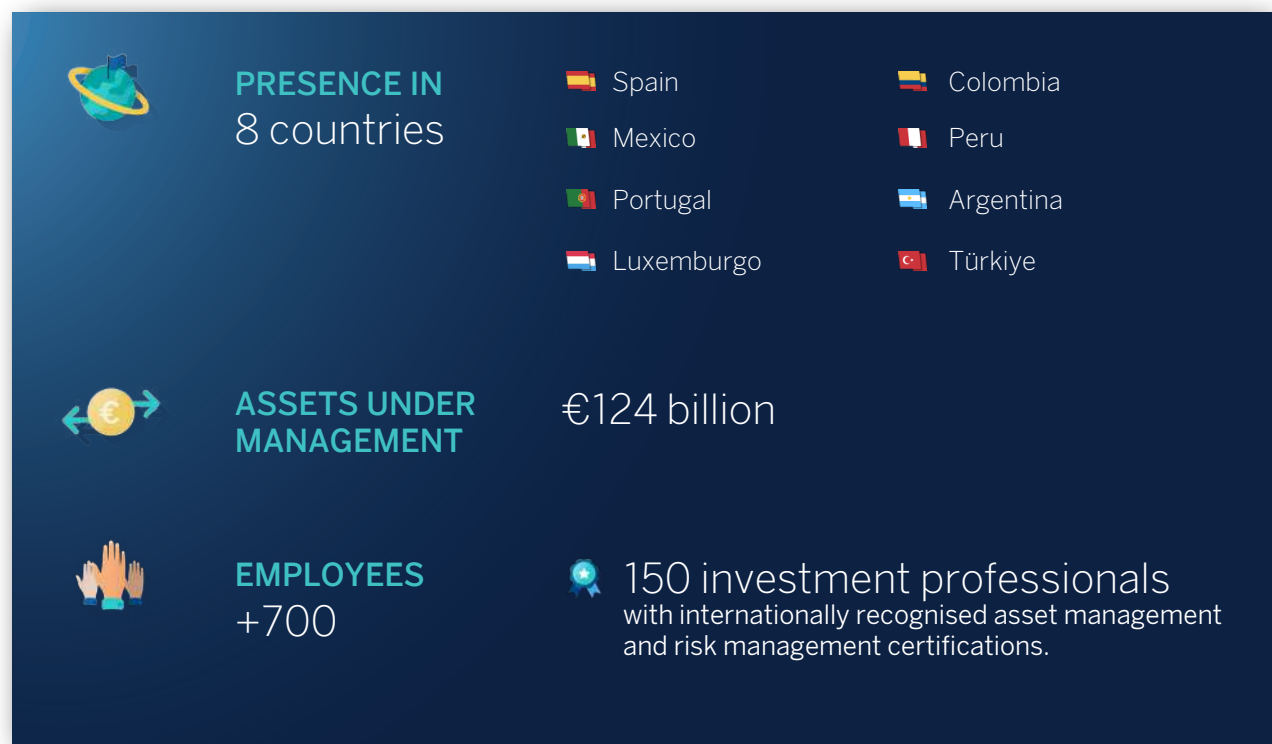 PRESENCE IN
8 countries
Spain
Colombia
Mexico
Peru
Portugal
Argentina
Luxemburgo
Türkiye
ASSETS UNDER
MANAGEMENT
€124 billion
EMPLOYEES
+700
150 investment professionals
with internationally recognised asset management
and risk management certifications.